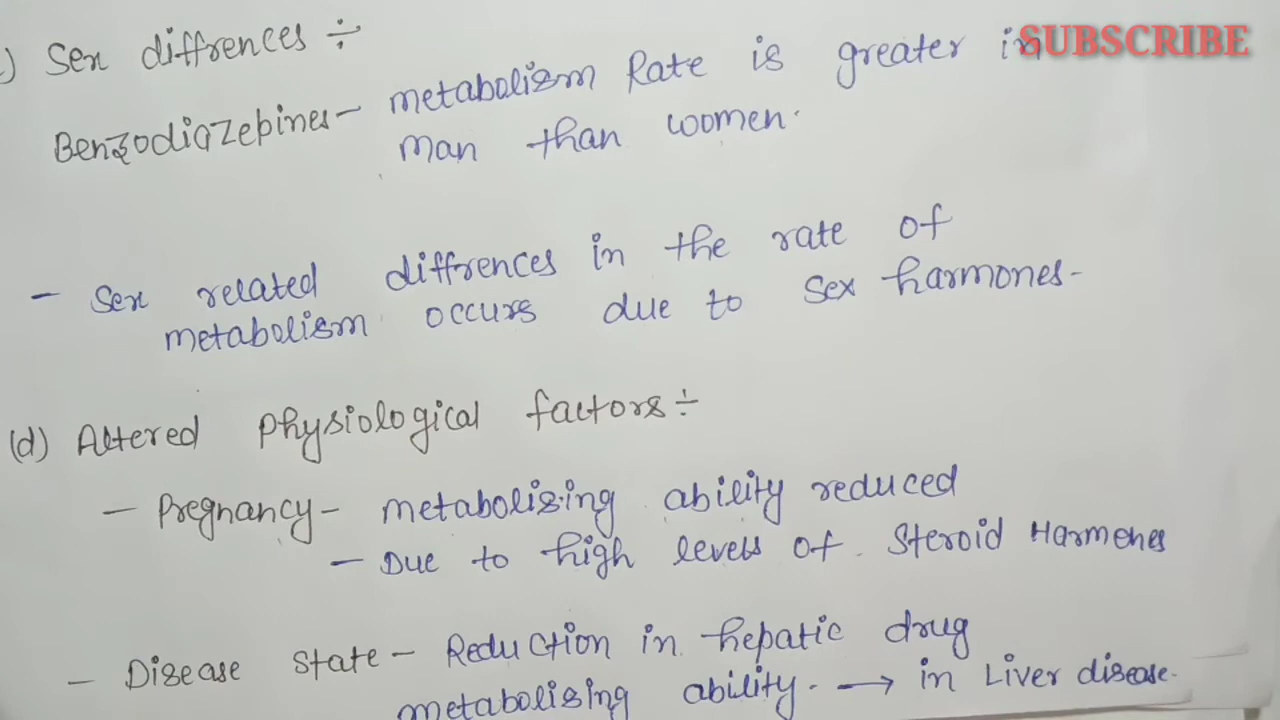 ) Sex diffrences ÷
SUBSCRIBE
Benzodiazepines - metabolism Rate is greater in
man than women.
- Sex related diffrences in the rate of
metabolism occurs due to sex harmones-
(d) Altered Physiological factors ÷
- Pregnancy - metabolising ability reduced
- Due to high levels of Steroid Harmones
- Disease state - Reduction in hepatic drug
metabolising ability. → in Liver disease.